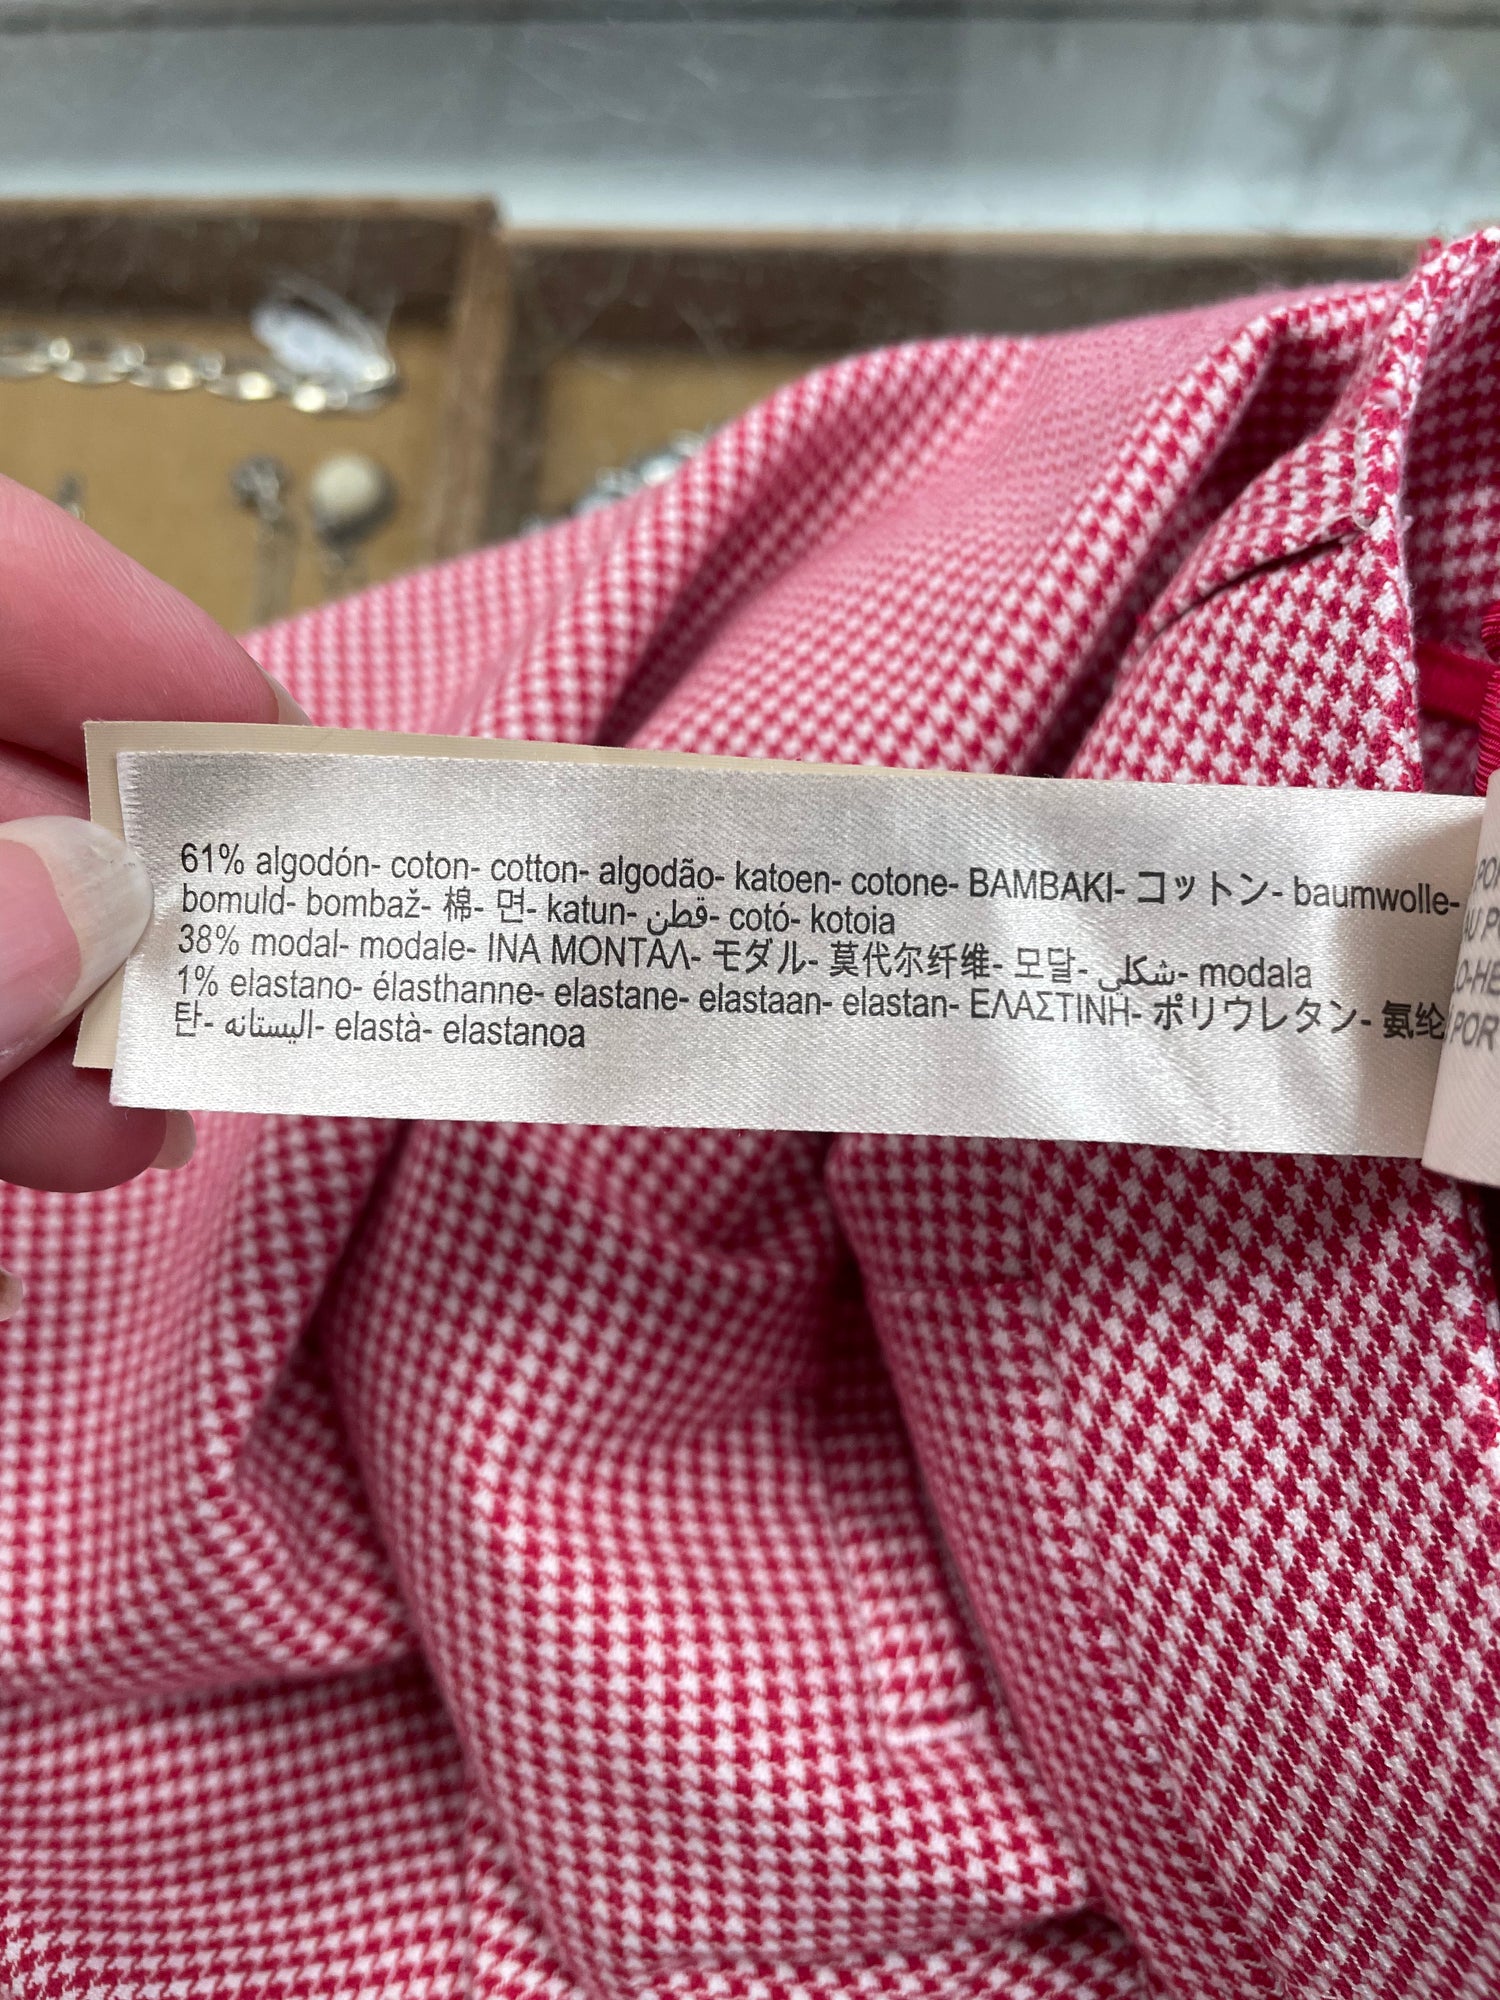 61% algodón- coton- cotton- algodão- katoen- cotone- BAMBAKI- コットン- baumwolle-
bomuld- bombaž- 棉- 면- katun- قطن- cotó- kotoia
38% modal- modale- INA MONTAΛ- モダル- 莫代尔纤维- 모달- شكلي- modala
1% elastano- élasthanne- elastane- elastaan- elastan- ΕΛΑΣΤΙΝΗ- ポリウレタン- 氨纶
탄- اليستانه- elastà- elastanoa